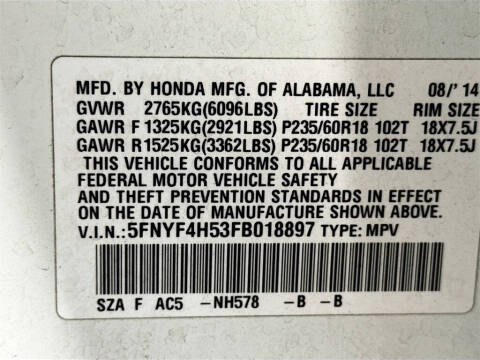 MFD. BY HONDA MFG. OF ALABAMA, LLC 08/'14
GVWR 2765KG(6096LBS) TIRE SIZE RIM SIZE
GAWR F 1325KG(2921LBS) P235/60R18 102T 18X7.5J
GAWR R1525KG(3362LBS) P235/60R18 102T 18X7.5J
THIS VEHICLE CONFORMS TO ALL APPLICABLE
FEDERAL MOTOR VEHICLE SAFETY
AND THEFT PREVENTION STANDARDS IN EFFECT
ON THE DATE OF MANUFACTURE SHOWN ABOVE.
V.I.N.:5FNYF4H53FB018897 TYPE: MPV
SZA F AC5 -NH578 -B -B